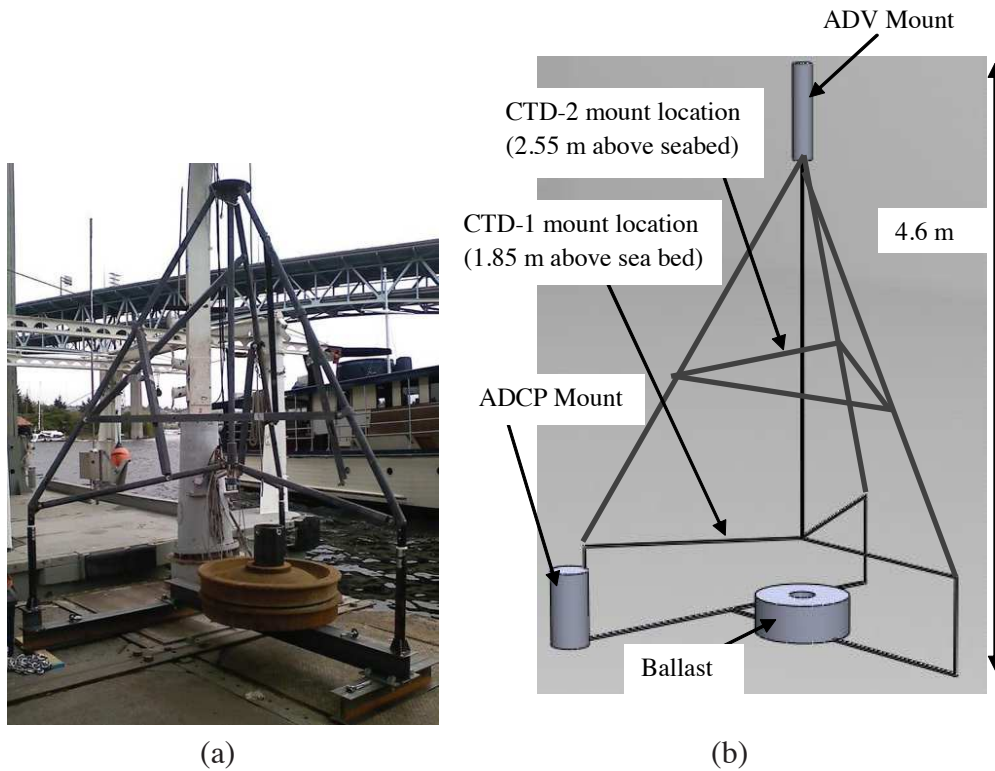 ADV Mount
CTD-2 mount location
(2.55 m above seabed)
CTD-1 mount location
(1.85 m above sea bed)
4.6 m
ADCP Mount
Ballast
(a)
(b)